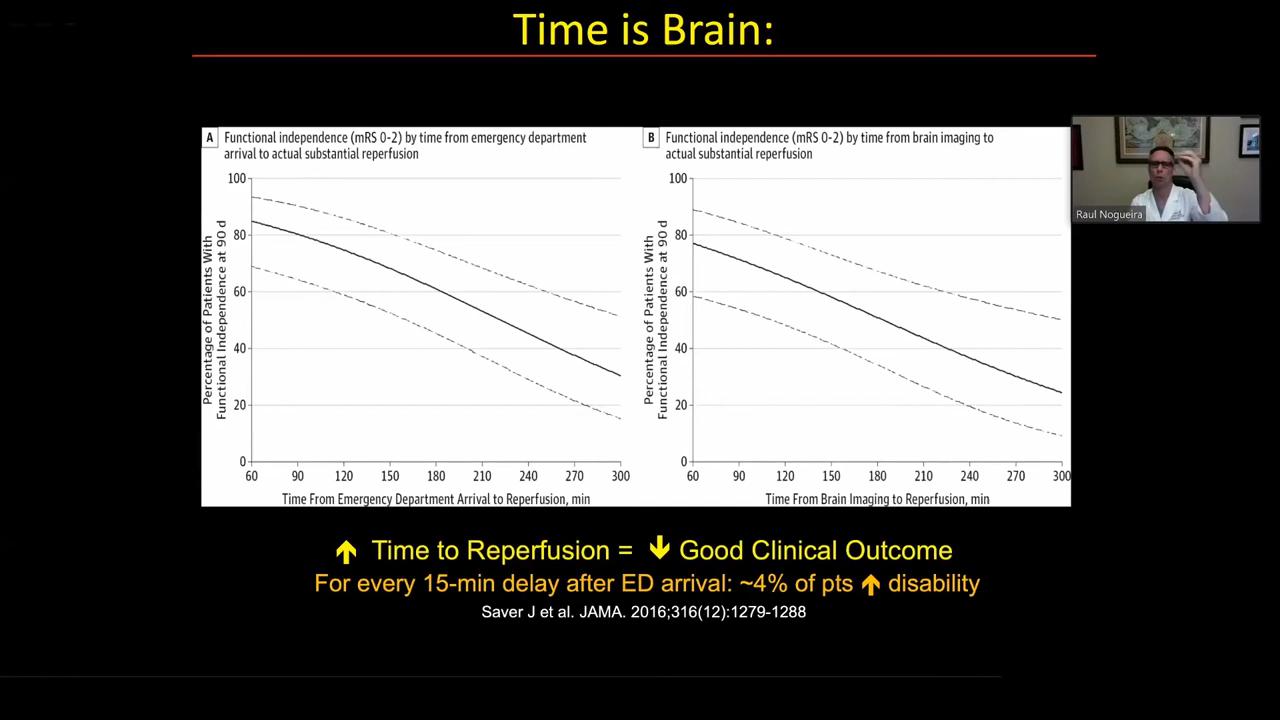 Time is Brain:
A Functional independence (mRS 0-2) by time from emergency department
arrival to actual substantial reperfusion
Percentage of Patients With
Functional Independence at 90 d
100
80
60
40
20
0
60 90 120 150 180 210 240 270 300
Time From Emergency Department Arrival to Reperfusion, min
B Functional independence (mRS 0-2) by time from brain imaging to
actual substantial reperfusion
Percentage of Patients With
Functional Independence at 90 d
100
80
60
40
20
0
60 90 120 150 180 210 240 270 300
Time From Brain Imaging to Reperfusion, min
Raul Nogueira
↑ Time to Reperfusion = ↓ Good Clinical Outcome
For every 15-min delay after ED arrival: ~4% of pts ↑ disability
Saver J et al. JAMA. 2016;316(12):1279-1288